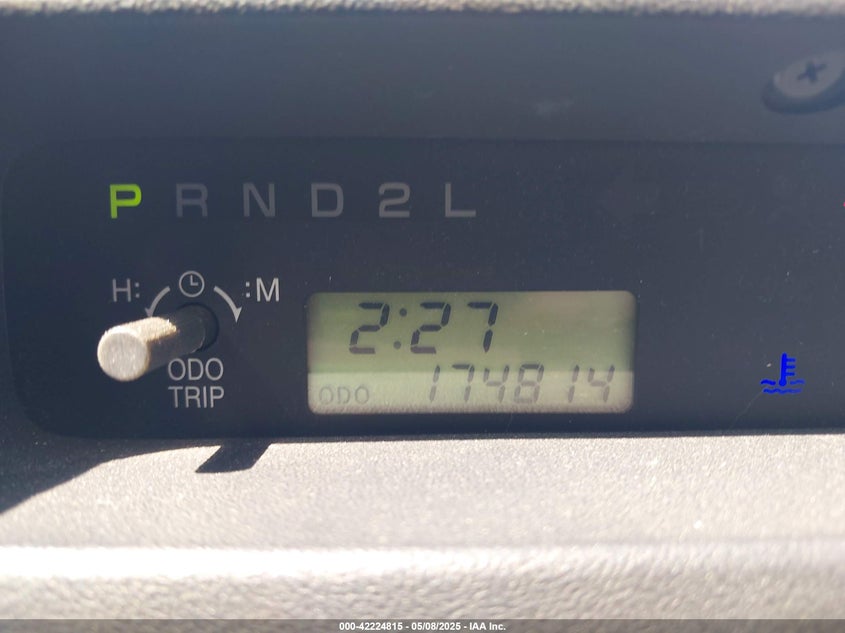 P R N D 2 L
H: :M
2:27
ODO
TRIP
ODO 174814
000-42224815 - 05/08/2025 - IAA Inc.